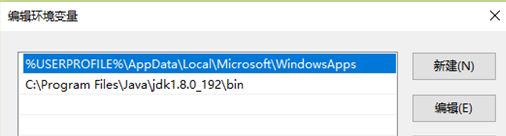 编辑环境变量
%USERPROFILE%\AppData\Local\Microsoft\WindowsApps
新建(N)
C:\Program Files\Java\jdk1.8.0_192\bin
编辑(E)